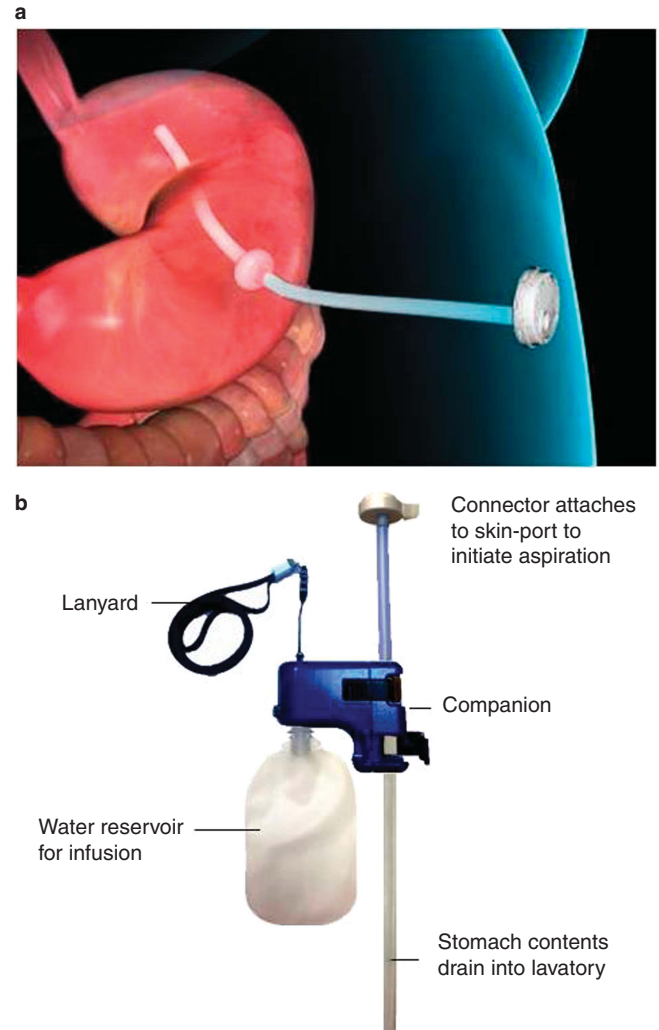 a
b
Connector attaches
to skin-port to
initiate aspiration
Lanyard
Companion
Water reservoir
for infusion
Stomach contents
drain into lavatory